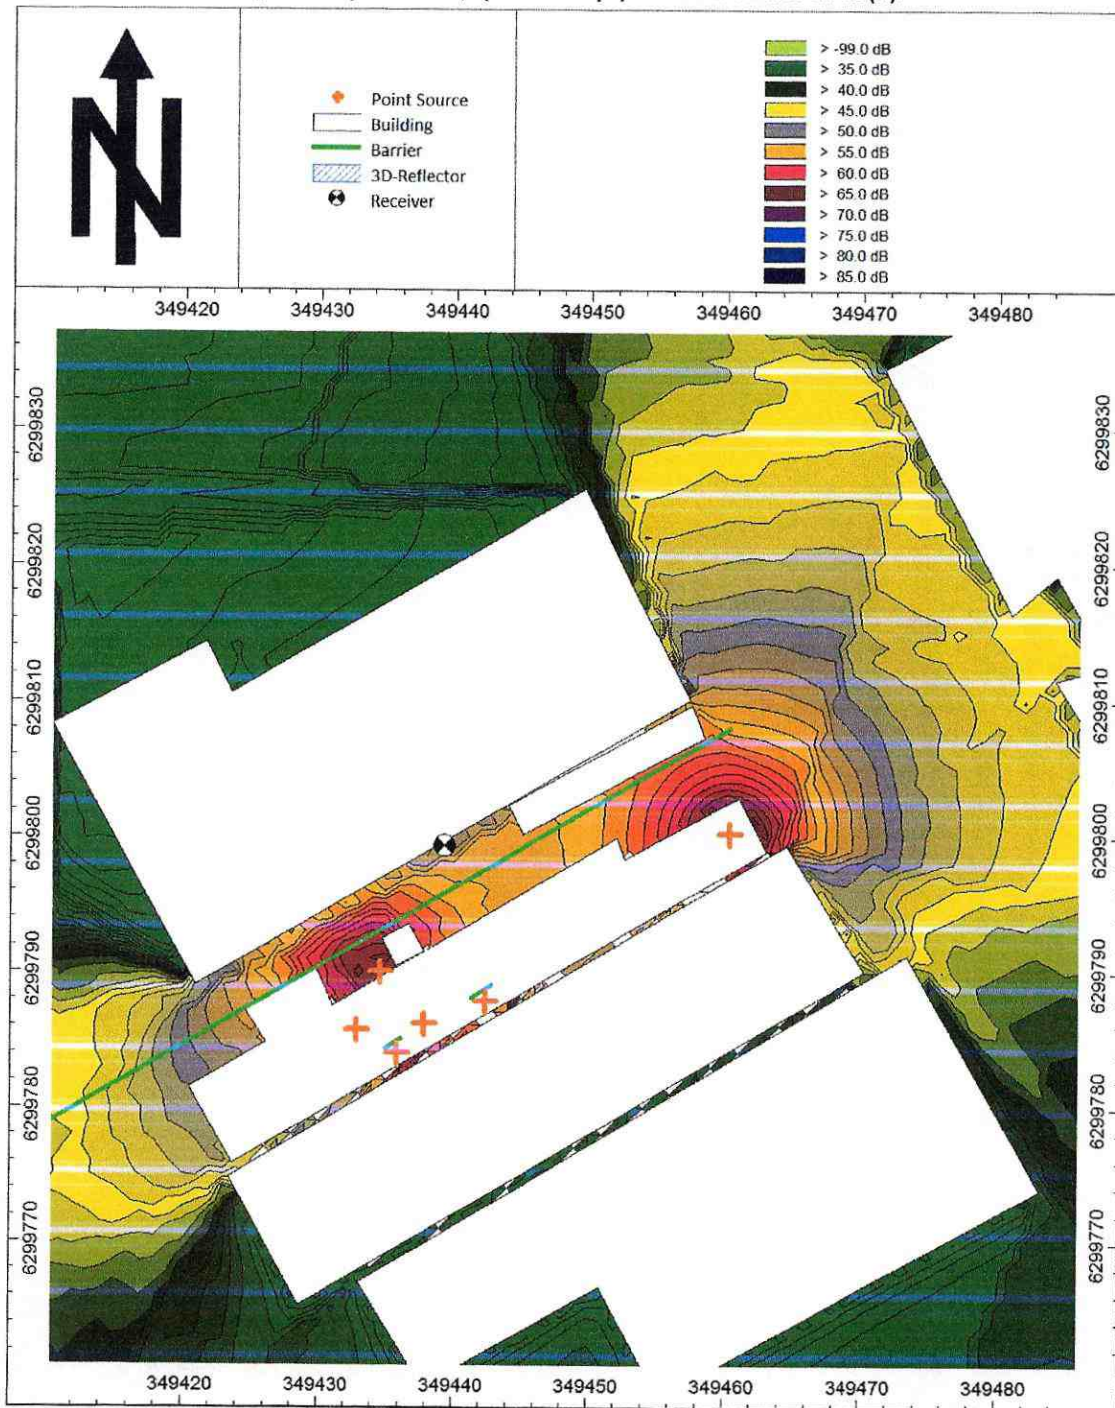 N
Point Source
Building
Barrier
3D-Reflector
Receiver
> -99.0 dB
> 35.0 dB
> 40.0 dB
> 45.0 dB
> 50.0 dB
> 55.0 dB
> 60.0 dB
> 65.0 dB
> 70.0 dB
> 75.0 dB
> 80.0 dB
> 85.0 dB
349420 349430 349440 349450 349460 349470 349480
6299830 6299830
6299820 6299820
6299810 6299810
6299800 6299800
6299790 6299790
6299780 6299780
6299770 6299770
349420 349430 349440 349450 349460 349470 349480